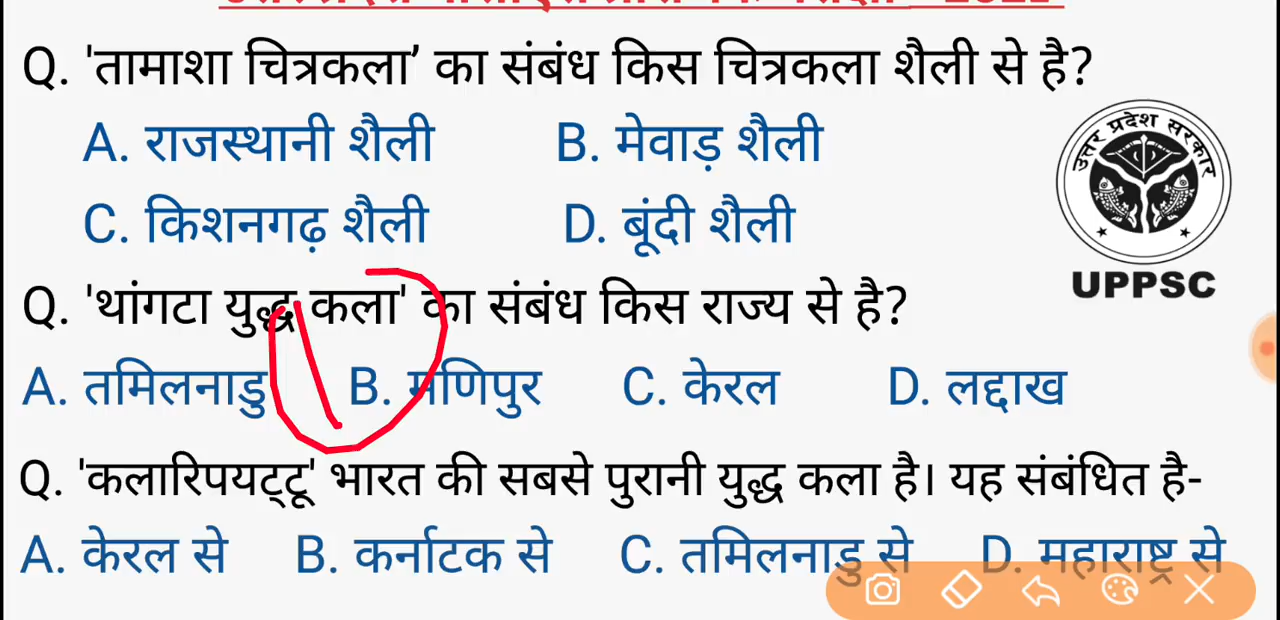 Q. 'तामाशा चित्रकला’ का संबंध किस चित्रकला शैली से है?
A. राजस्थानी शैली B. मेवाड़ शैली
C. किशनगढ़ शैली D. बूंदी शैली
उत्तर प्रदेश सरकार
UPPSC
Q. 'थांगटा युद्ध कला' का संबंध किस राज्य से है?
A. तमिलनाडु B. मणिपुर C. केरल D. लद्दाख
Q. 'कलारिपयट्टू' भारत की सबसे पुरानी युद्ध कला है। यह संबंधित है-
A. केरल से B. कर्नाटक से C. तमिलनाडु से D. महाराष्ट्र से